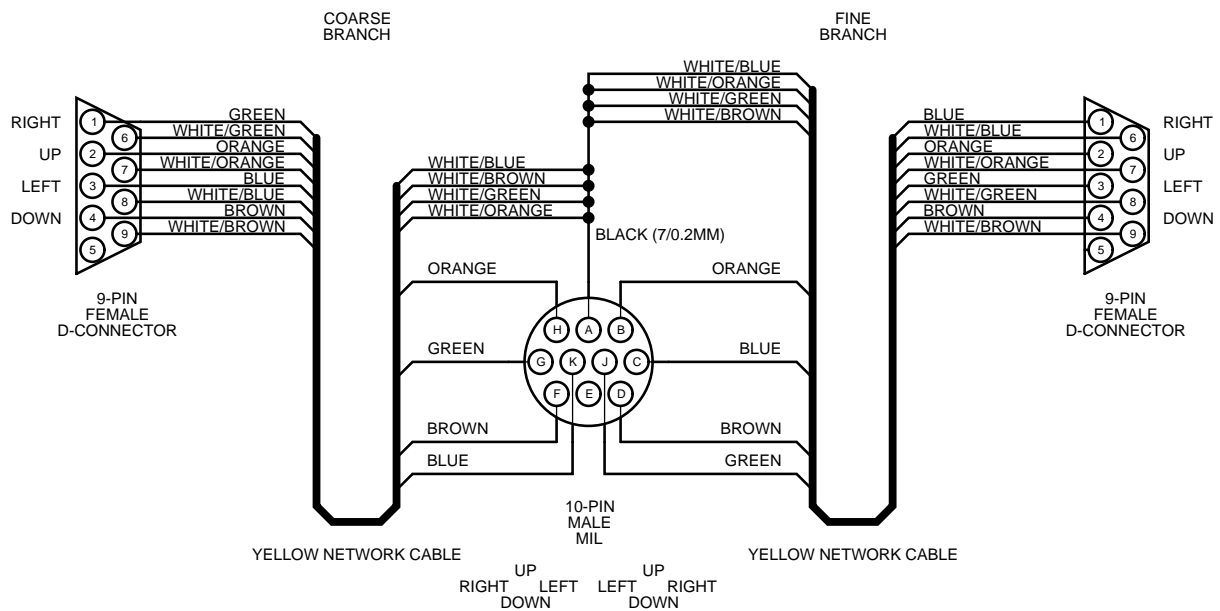 COARSE
BRANCH
FINE
BRANCH
WHITE/BLUE
WHITE/ORANGE
WHITE/GREEN
WHITE/BROWN
RIGHT
UP
LEFT
DOWN
1
2
3
4
5
6
7
8
9
GREEN
WHITE/GREEN
ORANGE
WHITE/ORANGE
BLUE
WHITE/BLUE
BROWN
WHITE/BROWN
9-PIN
FEMALE
D-CONNECTOR
WHITE/BLUE
WHITE/BROWN
WHITE/GREEN
WHITE/ORANGE
BLACK (7/0.2MM)
ORANGE
GREEN
BROWN
BLUE
H A B
G K J C
F E D
ORANGE
BLUE
BROWN
GREEN
10-PIN
MALE
MIL
BLUE
WHITE/BLUE
ORANGE
WHITE/ORANGE
GREEN
WHITE/GREEN
BROWN
WHITE/BROWN
1
2
3
4
5
6
7
8
9
RIGHT
UP
LEFT
DOWN
9-PIN
FEMALE
D-CONNECTOR
YELLOW NETWORK CABLE
YELLOW NETWORK CABLE
UP
RIGHT LEFT
DOWN
UP
LEFT RIGHT
DOWN